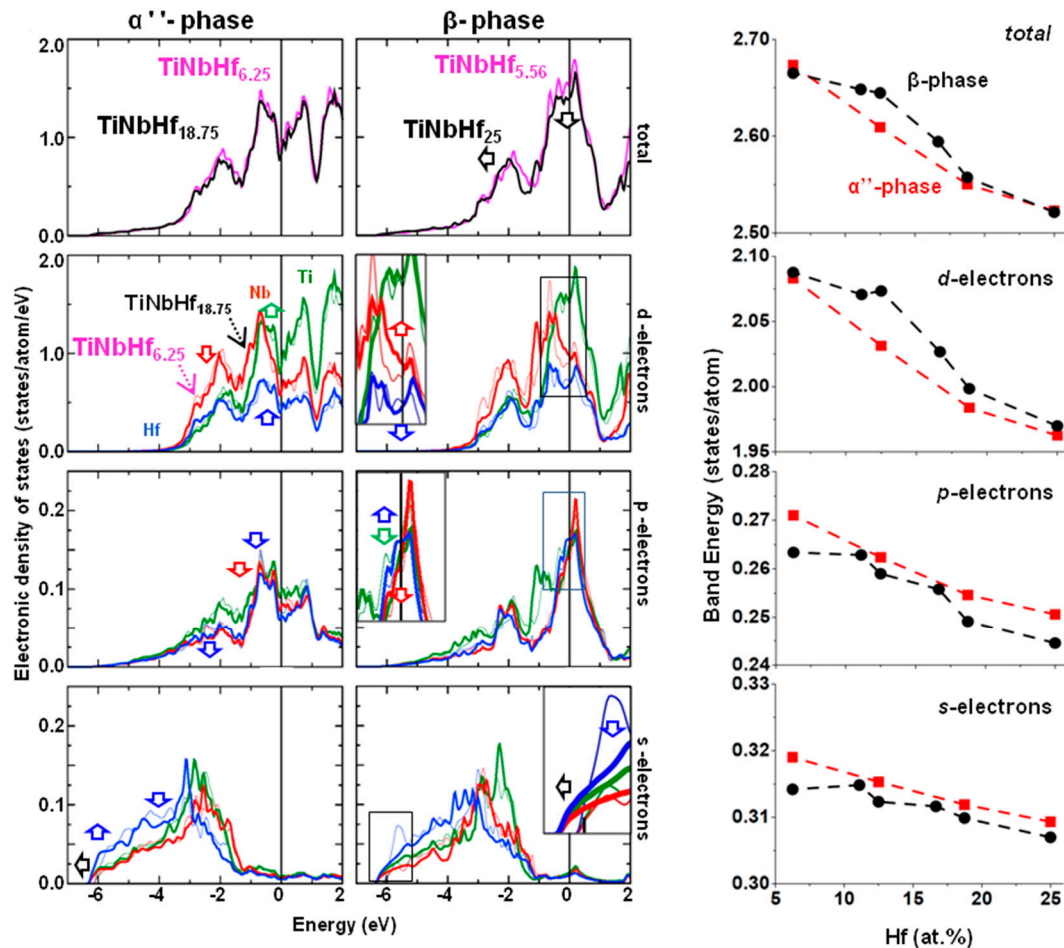 α''- phase
β- phase
Electronic density of states (states/atom/eV)
2.0
1.0
0.0
TiNbHf6.25
TiNbHf18.75
TiNbHf5.56
TiNbHf25
total
2.0
1.0
0.0
TiNbHf18.75
TiNbHf6.25
Nb
Ti
Hf
d -electrons
0.2
0.1
0.0
p -electrons
0.2
0.1
0.0
s -electrons
-6 -4 -2 0 2
-6 -4 -2 0 2
Energy (eV)
Band Energy (states/atom)
2.70
2.60
2.50
total
β-phase
α''-phase
2.10
2.05
2.00
1.95
d-electrons
0.28
0.27
0.26
0.25
0.24
p-electrons
0.33
0.32
0.31
0.30
s-electrons
5 10 15 20 25
Hf (at.%)